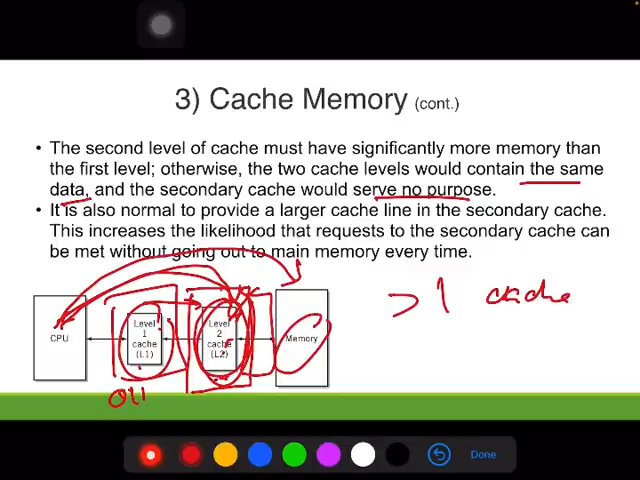 3) Cache Memory (cont.)
• The second level of cache must have significantly more memory than
the first level; otherwise, the two cache levels would contain the same
data, and the secondary cache would serve no purpose.
• It is also normal to provide a larger cache line in the secondary cache.
This increases the likelihood that requests to the secondary cache can
be met without going out to main memory every time.
> 1 cache
CPU
Level
1
cache
(L1)
Level
2
cache
(L2)
Memory
Done